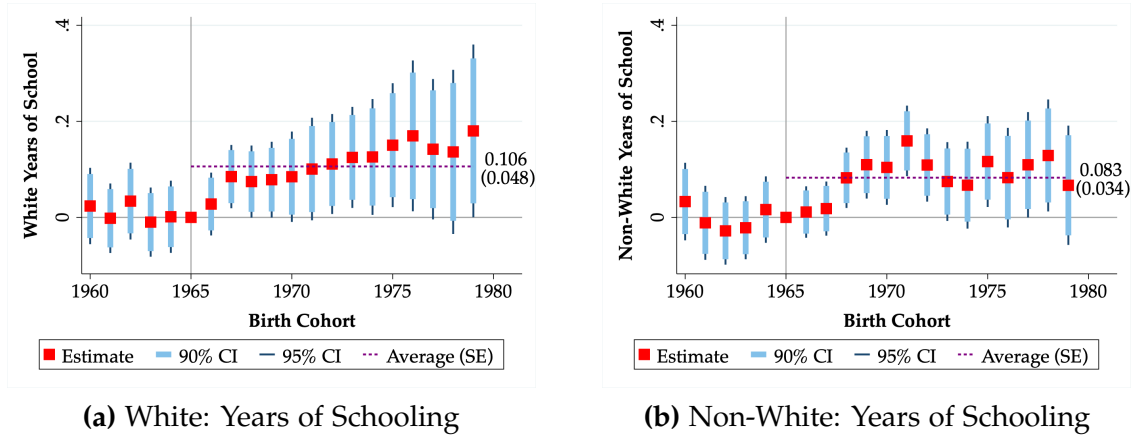 White Years of School
.4
.2
0
0.106
(0.048)
1960 1965 1970 1975 1980
Birth Cohort
Estimate 90% CI 95% CI Average (SE)
(a) White: Years of Schooling
Non-White Years of School
.4
.2
0
0.083
(0.034)
1960 1965 1970 1975 1980
Birth Cohort
Estimate 90% CI 95% CI Average (SE)
(b) Non-White: Years of Schooling